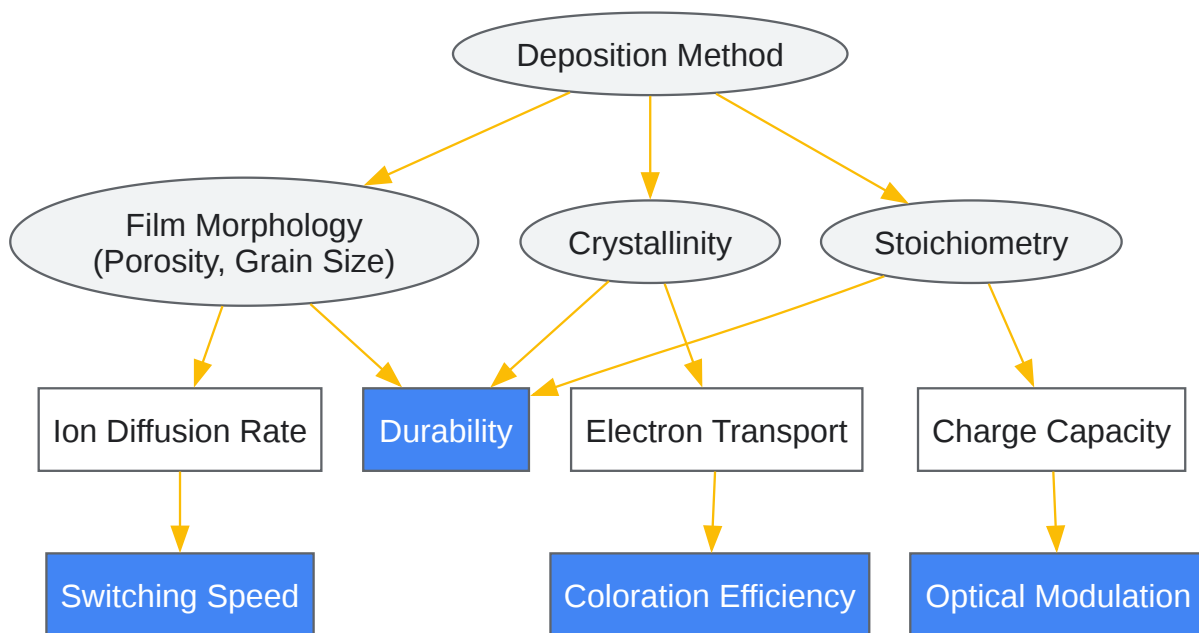 Deposition Method
Film Morphology
(Porosity, Grain Size)
Crystallinity
Stoichiometry
Ion Diffusion Rate
Durability
Electron Transport
Charge Capacity
Switching Speed
Coloration Efficiency
Optical Modulation